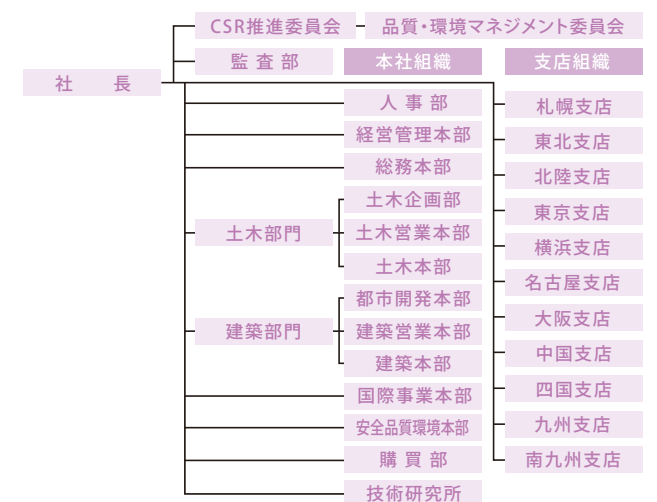 CSR推進委員会
品質・環境マネジメント委員会
監査部
本社組織
支店組織
社長
人事部
経営管理本部
総務本部
土木部門
土木企画部
土木営業本部
土木本部
建築部門
都市開発本部
建築営業本部
建築本部
国際事業本部
安全品質環境本部
購買部
技術研究所
札幌支店
東北支店
北陸支店
東京支店
横浜支店
名古屋支店
大阪支店
中国支店
四国支店
九州支店
南九州支店